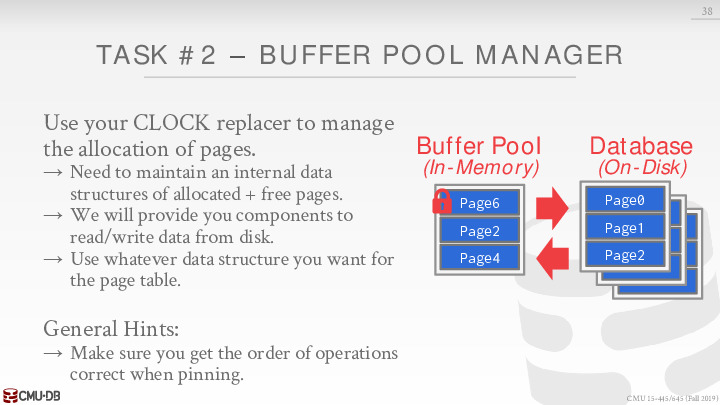 38
TASK #2 – BUFFER POOL MANAGER
Use your CLOCK replacer to manage
the allocation of pages.
→ Need to maintain an internal data
structures of allocated + free pages.
→ We will provide you components to
read/write data from disk.
→ Use whatever data structure you want for
the page table.
General Hints:
→ Make sure you get the order of operations
correct when pinning.
Buffer Pool
(In-Memory)
Page6
Page2
Page4
Database
(On-Disk)
Page0
Page1
Page2
CMU·DB
CMU 15-445/645 (Fall 2019)